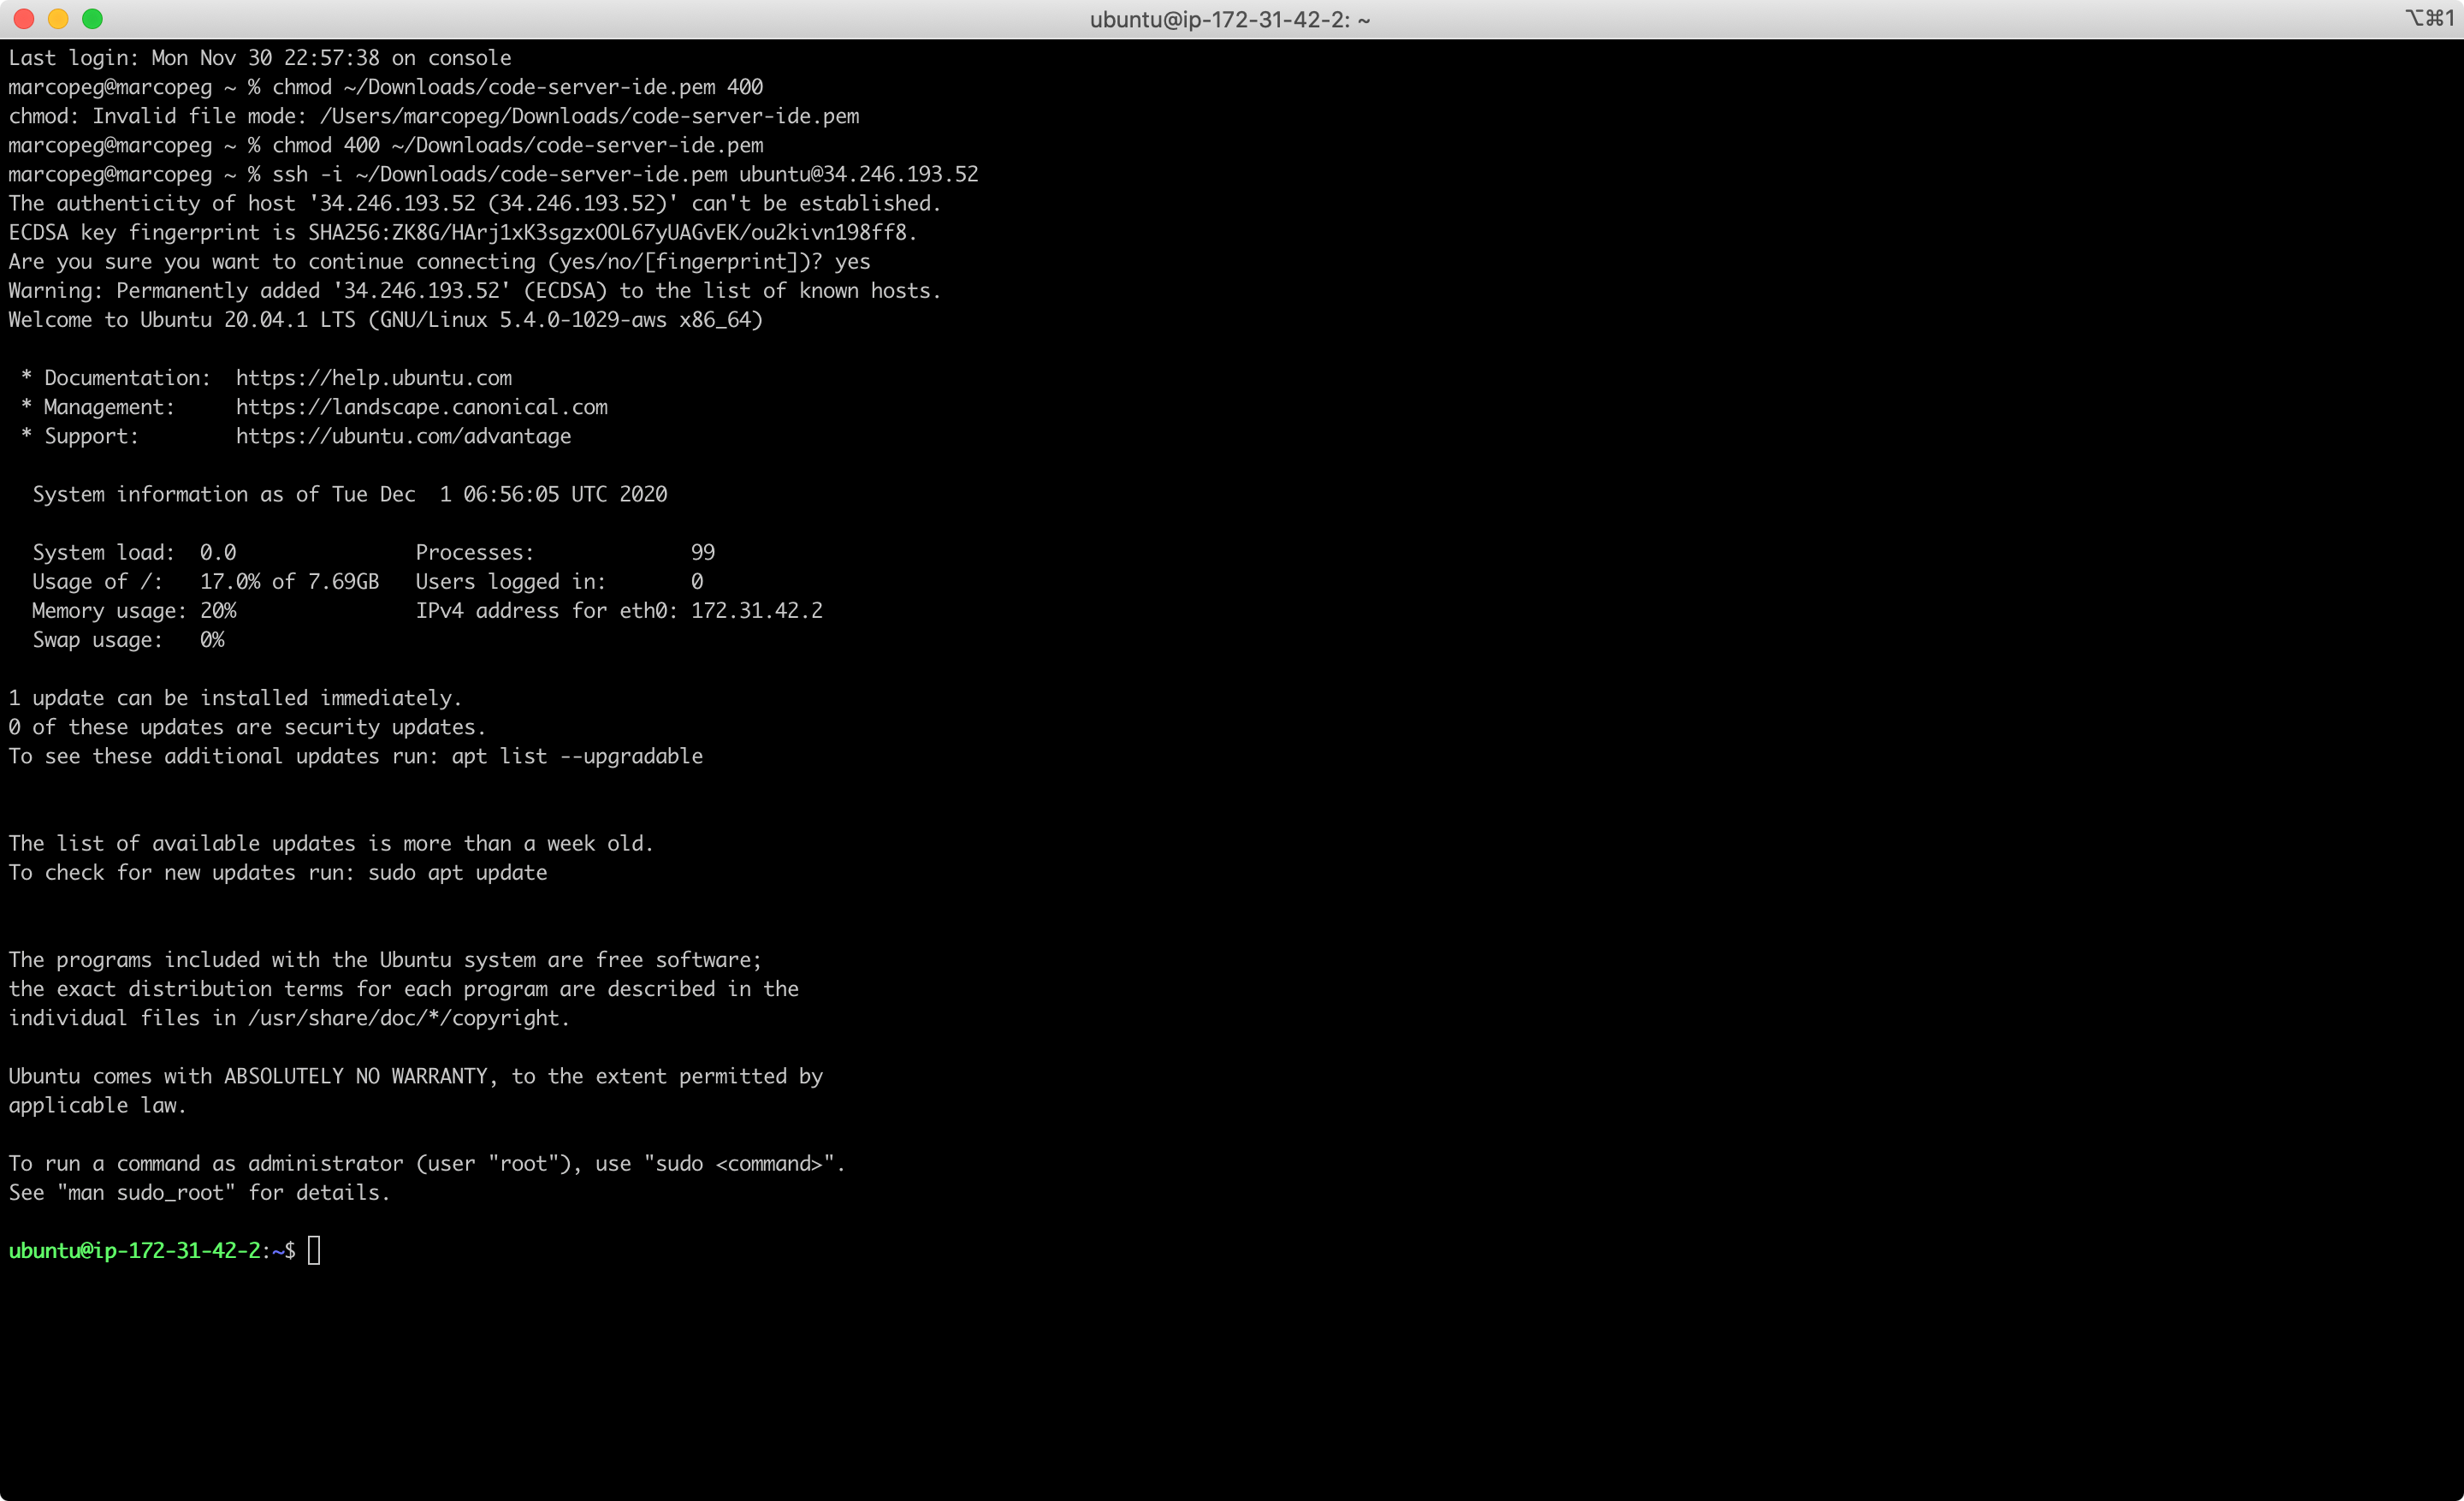 ubuntu@ip-172-31-42-2: ~
⌥⌘1
Last login: Mon Nov 30 22:57:38 on console
marcopeg@marcopeg ~ % chmod ~/Downloads/code-server-ide.pem 400
chmod: Invalid file mode: /Users/marcopeg/Downloads/code-server-ide.pem
marcopeg@marcopeg ~ % chmod 400 ~/Downloads/code-server-ide.pem
marcopeg@marcopeg ~ % ssh -i ~/Downloads/code-server-ide.pem ubuntu@34.246.193.52
The authenticity of host '34.246.193.52 (34.246.193.52)' can't be established.
ECDSA key fingerprint is SHA256:ZK8G/HArj1xK3sgzxOOL67yUAGvEK/ou2kivn198ff8.
Are you sure you want to continue connecting (yes/no/[fingerprint])? yes
Warning: Permanently added '34.246.193.52' (ECDSA) to the list of known hosts.
Welcome to Ubuntu 20.04.1 LTS (GNU/Linux 5.4.0-1029-aws x86_64)

 * Documentation:  https://help.ubuntu.com
 * Management:     https://landscape.canonical.com
 * Support:        https://ubuntu.com/advantage

  System information as of Tue Dec  1 06:56:05 UTC 2020

  System load:  0.0               Processes:             99
  Usage of /:   17.0% of 7.69GB   Users logged in:       0
  Memory usage: 20%               IPv4 address for eth0: 172.31.42.2
  Swap usage:   0%

1 update can be installed immediately.
0 of these updates are security updates.
To see these additional updates run: apt list --upgradable

The list of available updates is more than a week old.
To check for new updates run: sudo apt update

The programs included with the Ubuntu system are free software;
the exact distribution terms for each program are described in the
individual files in /usr/share/doc/*/copyright.

Ubuntu comes with ABSOLUTELY NO WARRANTY, to the extent permitted by
applicable law.

To run a command as administrator (user "root"), use "sudo <command>".
See "man sudo_root" for details.

ubuntu@ip-172-31-42-2:~$